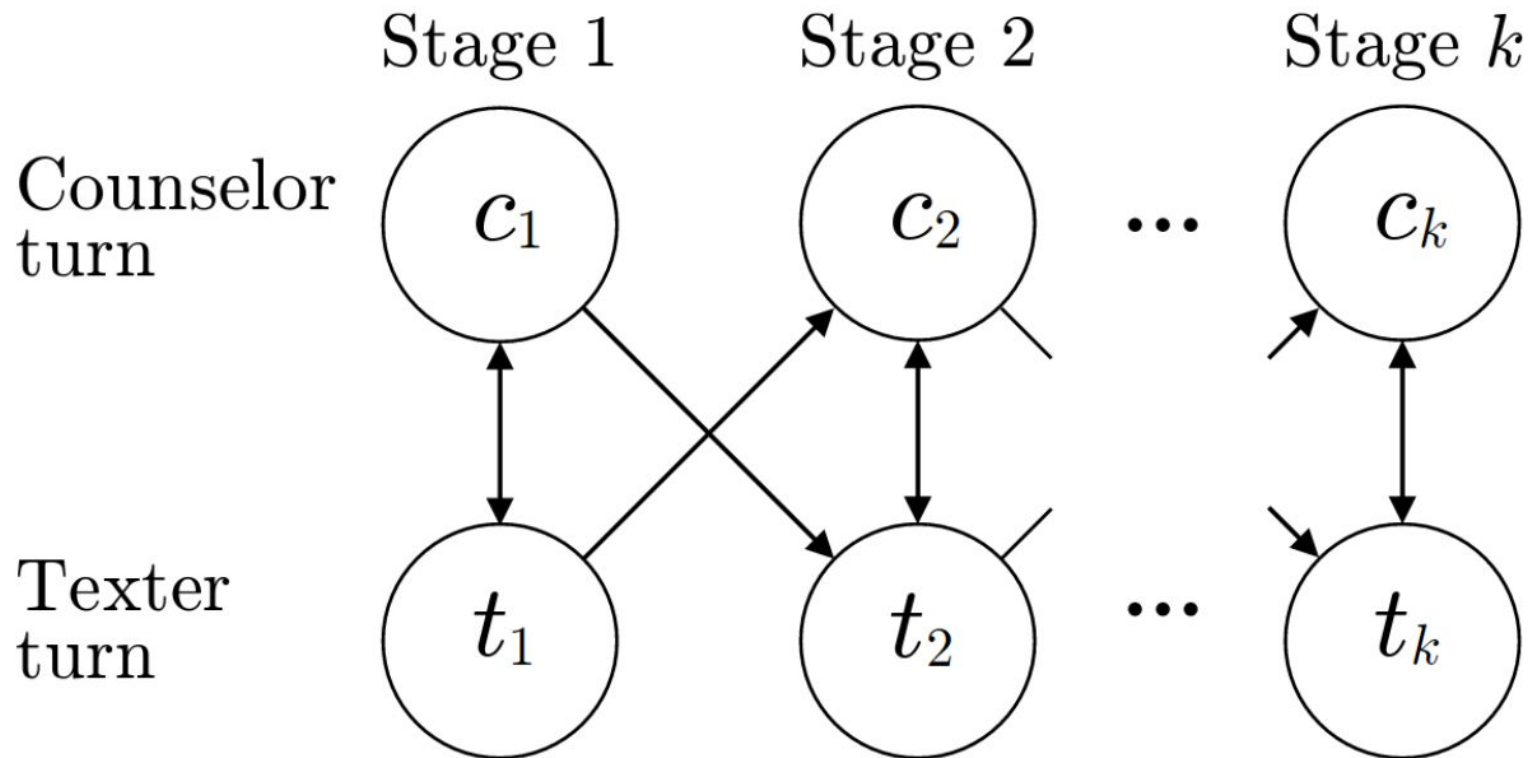 Stage 1 Stage 2 Stage k
Counselor
turn
c₁ c₂ ••• cₖ
Texter
turn
t₁ t₂ ••• tₖ